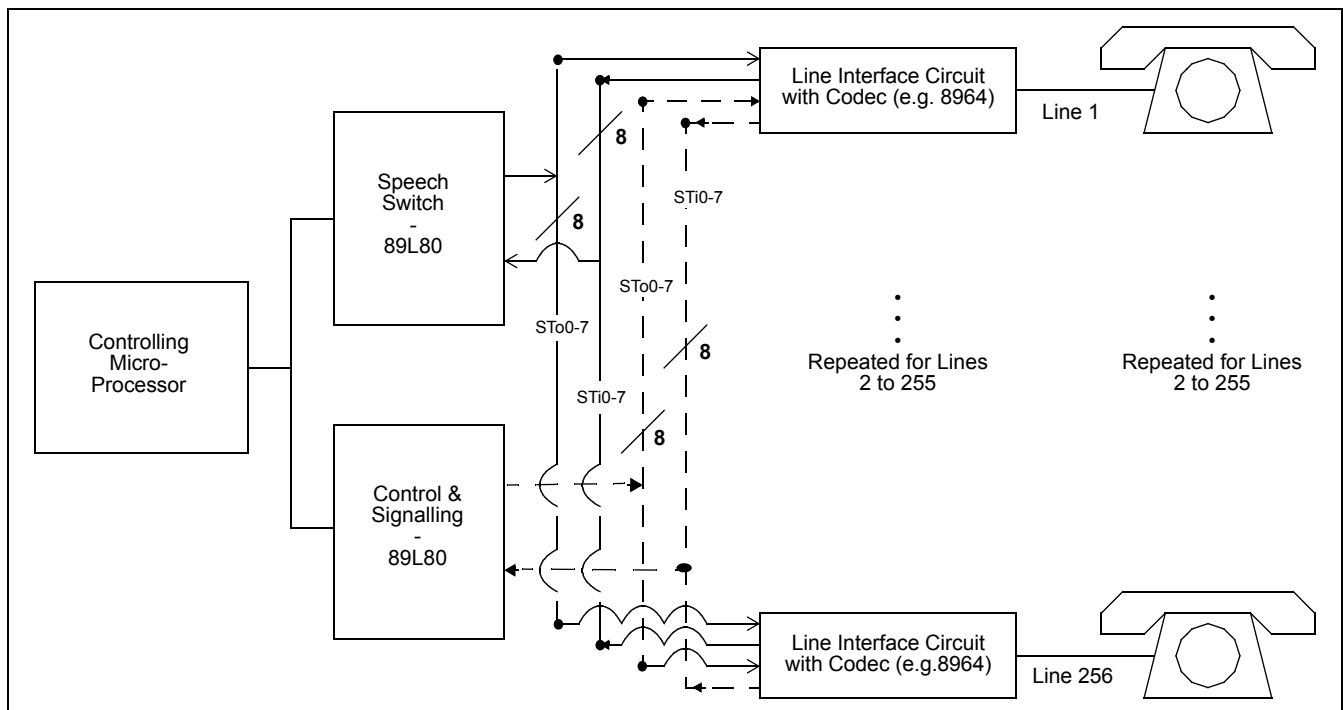 Line Interface Circuit
with Codec (e.g. 8964)
Line 1
8
Speech
Switch
-
89L80
8
STi0-7
STo0-7
STo0-7
Controlling
Micro-
Processor
8
Repeated for Lines
2 to 255
Repeated for Lines
2 to 255
STi0-7
8
Control &
Signalling
-
89L80
Line Interface Circuit
with Codec (e.g.8964)
Line 256